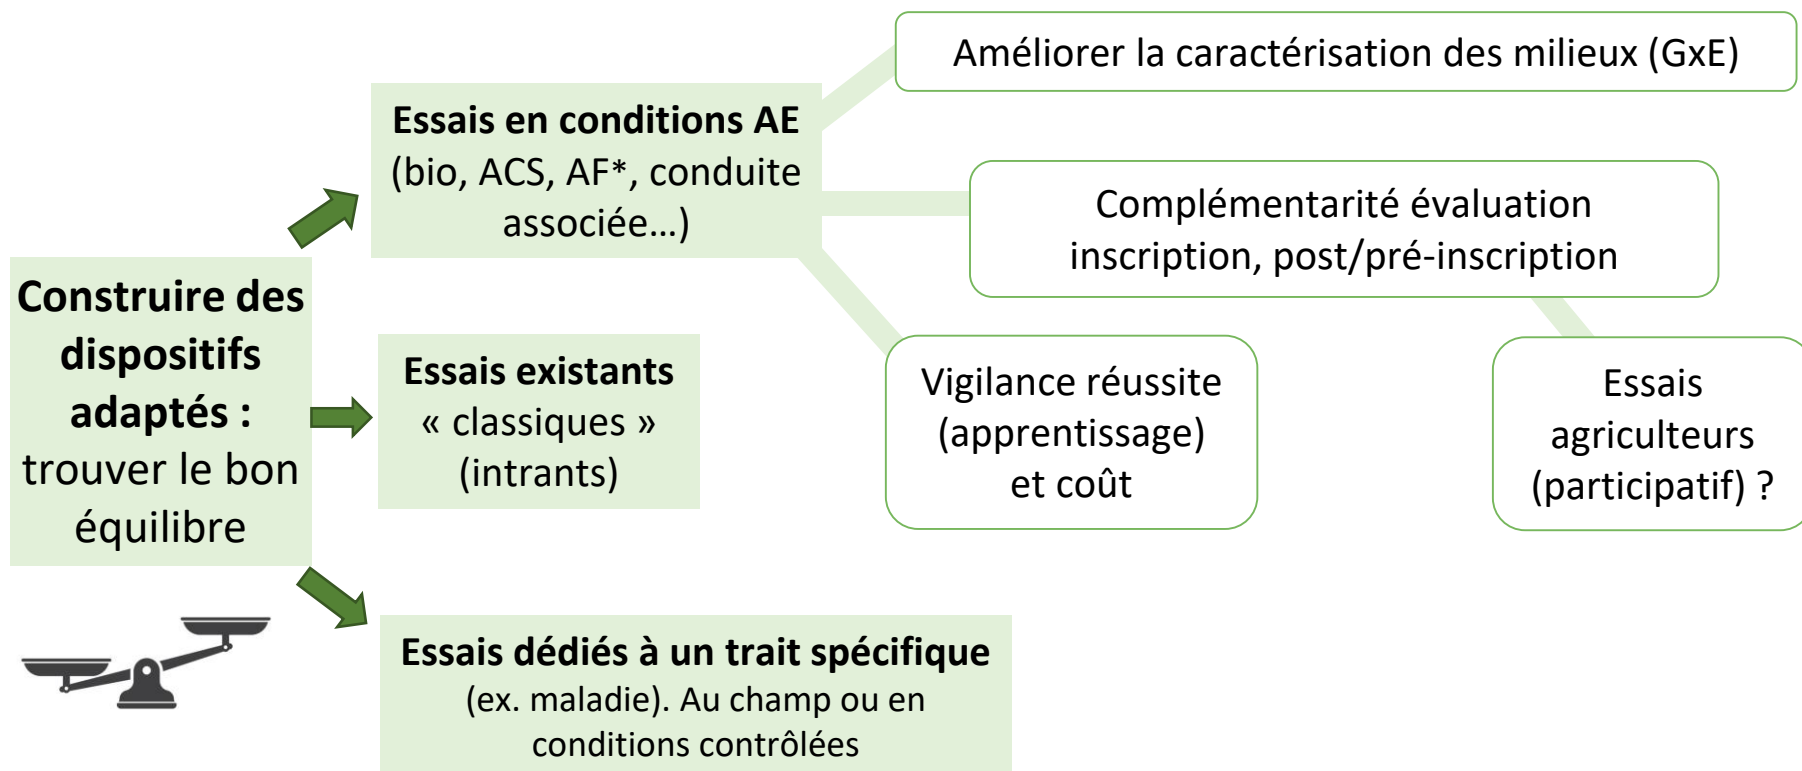 Construire des
dispositifs
adaptés :
trouver le bon
équilibre
Essais en conditions AE
(bio, ACS, AF*, conduite
associée…)
Essais existants
« classiques »
(intrants)
Essais dédiés à un trait spécifique
(ex. maladie). Au champ ou en
conditions contrôlées
Améliorer la caractérisation des milieux (GxE)
Complémentarité évaluation
inscription, post/pré-inscription
Vigilance réussite
(apprentissage)
et coût
Essais
agriculteurs
(participatif) ?